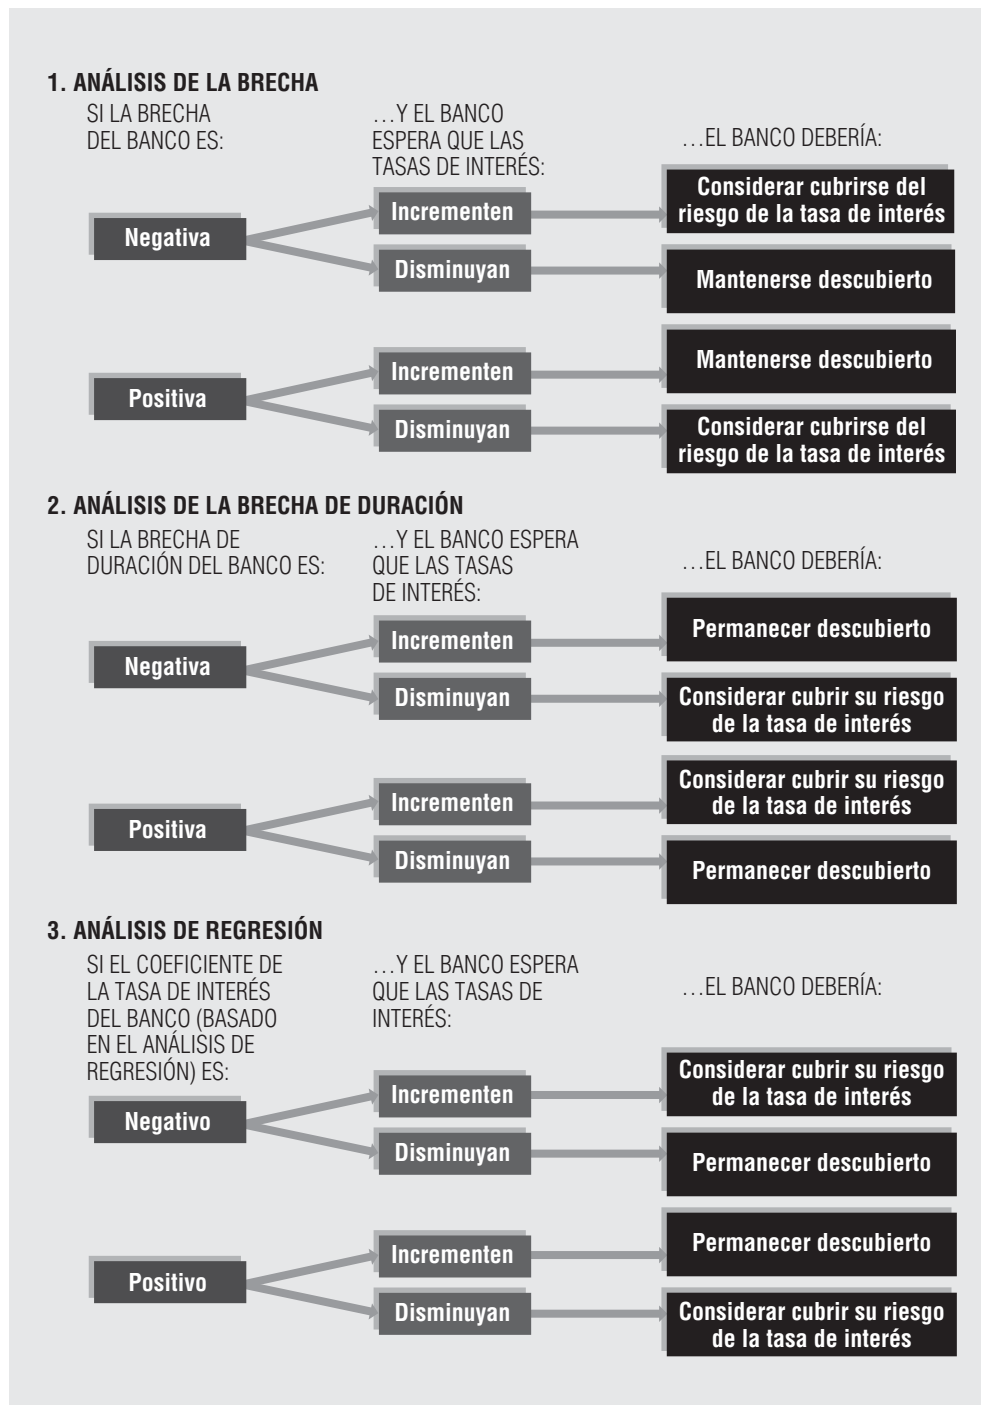 1. ANÁLISIS DE LA BRECHA
SI LA BRECHA
DEL BANCO ES:
…Y EL BANCO
ESPERA QUE LAS
TASAS DE INTERÉS:
…EL BANCO DEBERÍA:
Negativa
Incrementen
Considerar cubrirse del
riesgo de la tasa de interés
Disminuyan
Mantenerse descubierto
Positiva
Incrementen
Mantenerse descubierto
Disminuyan
Considerar cubrirse del
riesgo de la tasa de interés
2. ANÁLISIS DE LA BRECHA DE DURACIÓN
SI LA BRECHA DE
DURACIÓN DEL BANCO ES:
…Y EL BANCO ESPERA
QUE LAS TASAS
DE INTERÉS:
…EL BANCO DEBERÍA:
Negativa
Incrementen
Permanecer descubierto
Disminuyan
Considerar cubrir su riesgo
de la tasa de interés
Positiva
Incrementen
Considerar cubrir su riesgo
de la tasa de interés
Disminuyan
Permanecer descubierto
3. ANÁLISIS DE REGRESIÓN
SI EL COEFICIENTE DE
LA TASA DE INTERÉS
DEL BANCO (BASADO
EN EL ANÁLISIS DE
REGRESIÓN) ES:
…Y EL BANCO ESPERA
QUE LAS TASAS DE
INTERÉS:
…EL BANCO DEBERÍA:
Negativo
Incrementen
Considerar cubrir su riesgo
de la tasa de interés
Disminuyan
Permanecer descubierto
Positivo
Incrementen
Permanecer descubierto
Disminuyan
Considerar cubrir su riesgo
de la tasa de interés